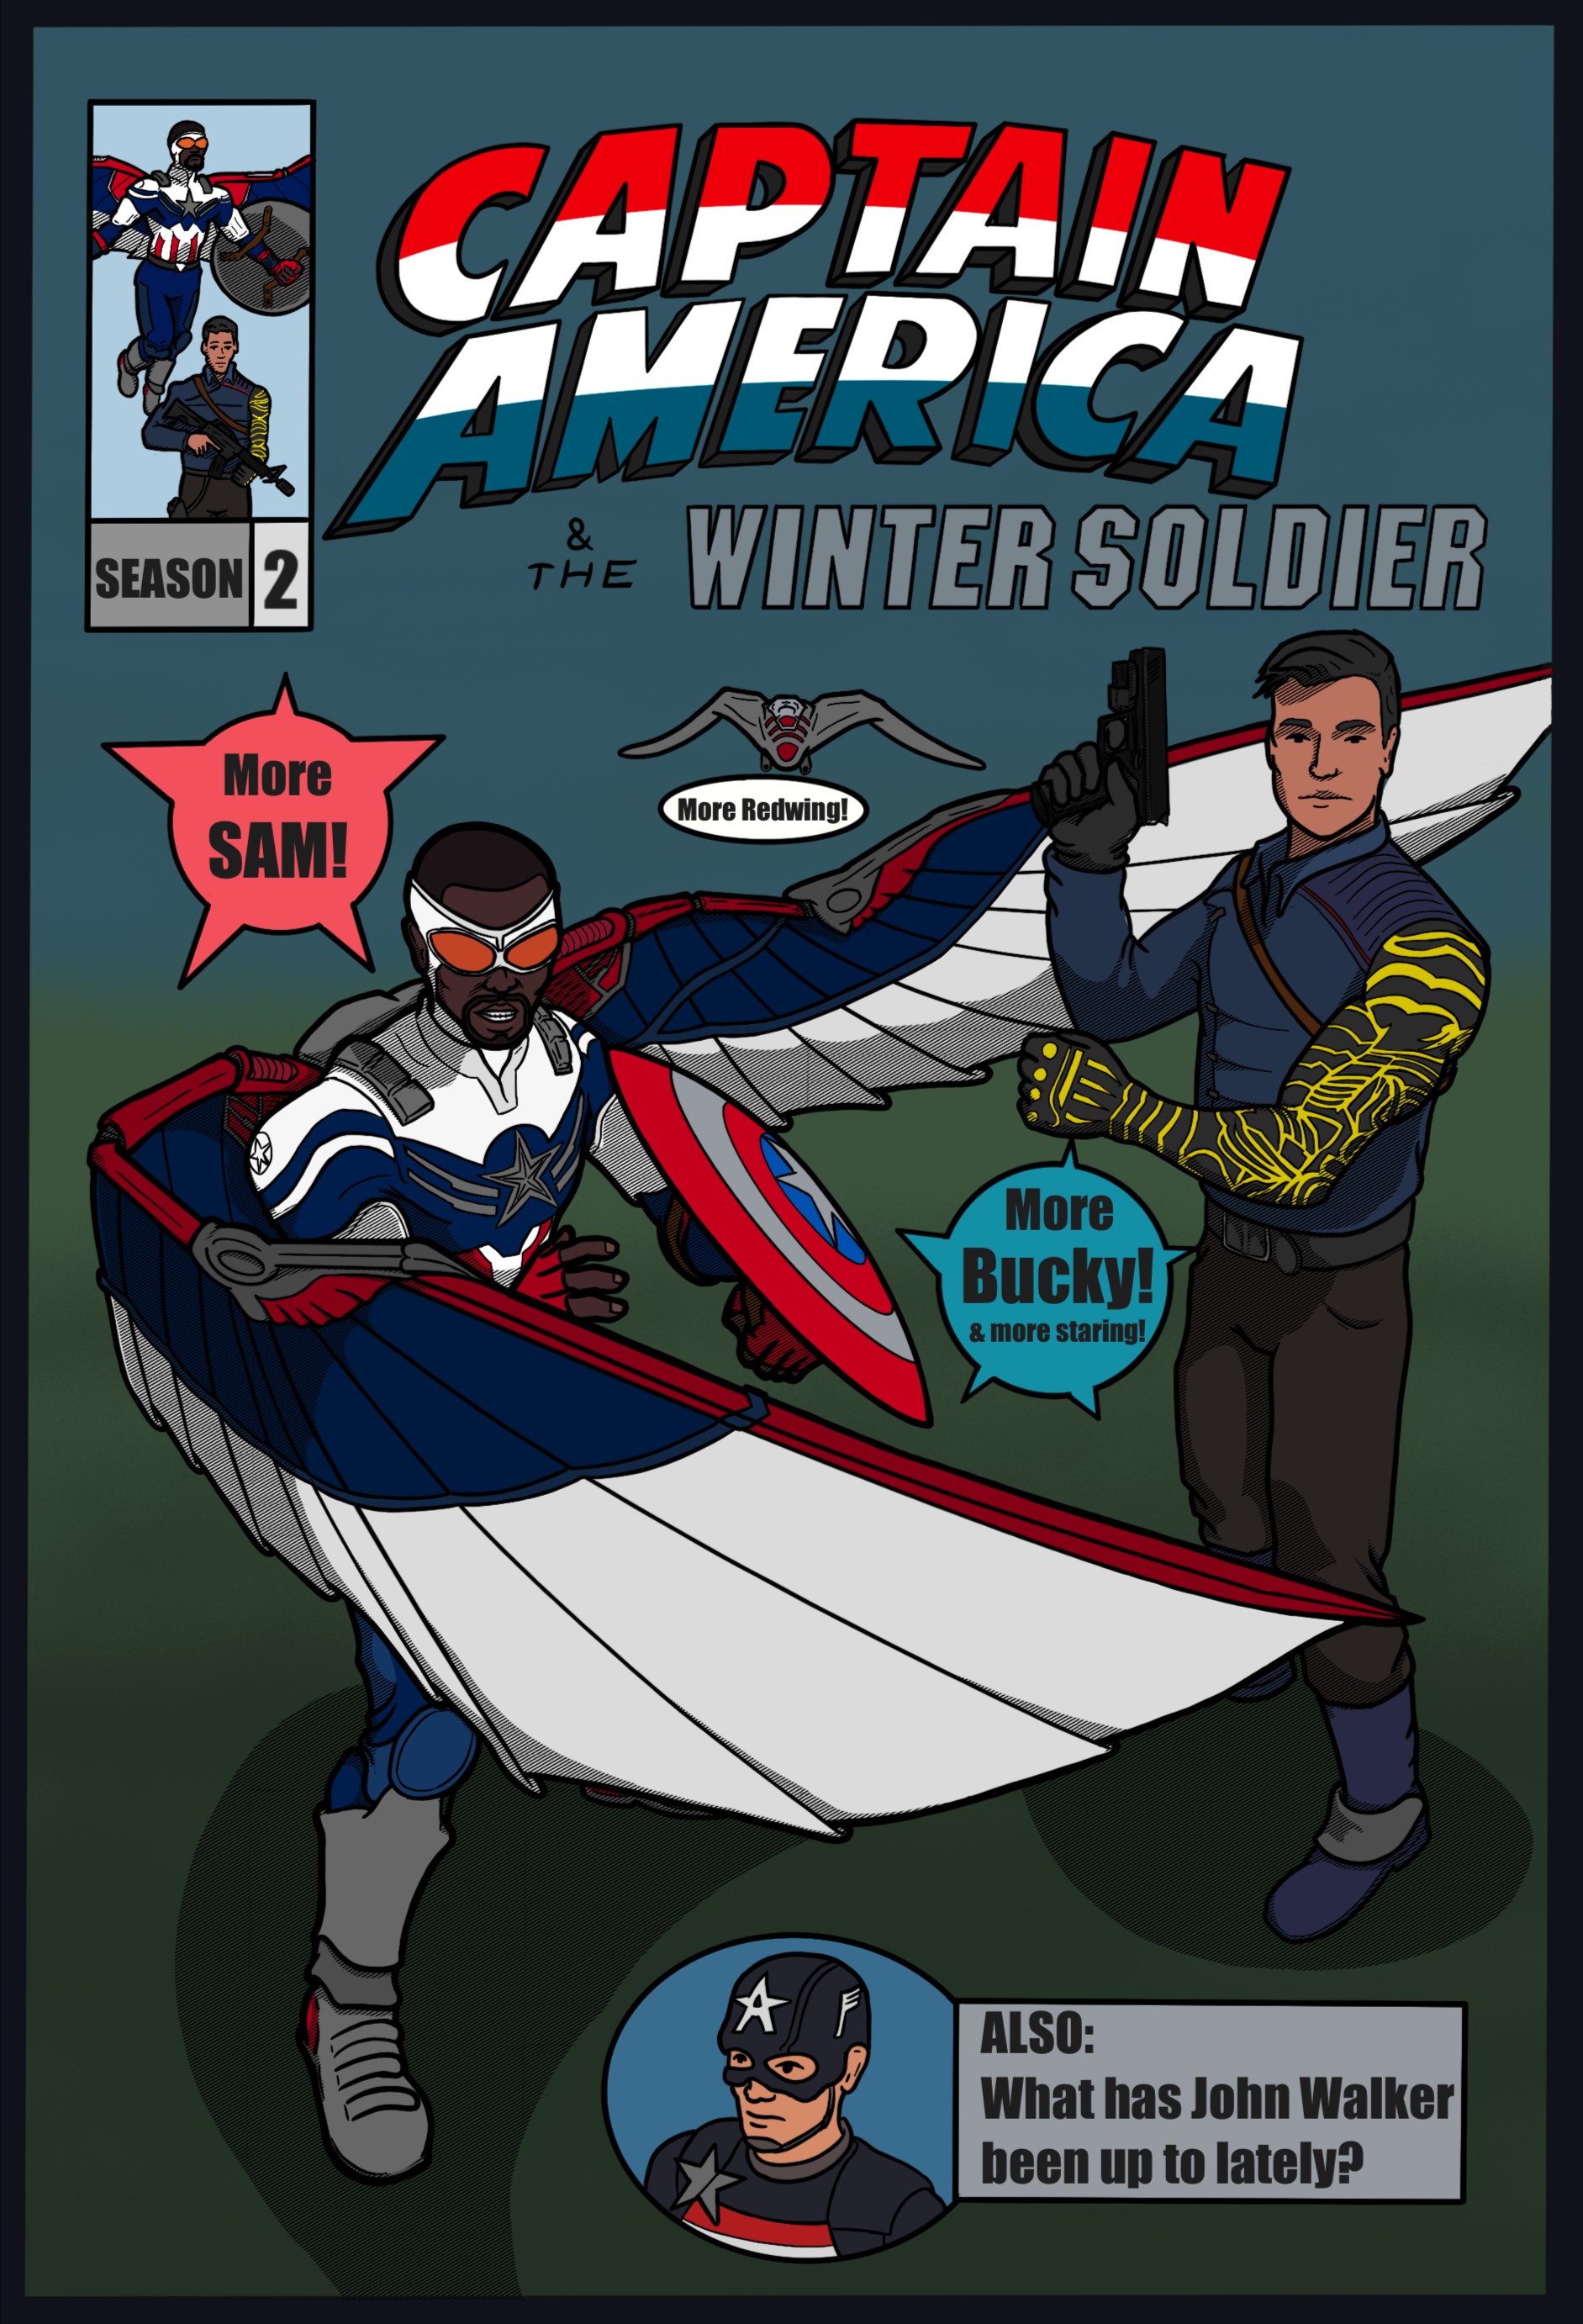 CAPTAIN
AMERICA
&
THE
WINTER SOLDIER
SEASON 2
More
SAM!
More Redwing!
More
Bucky!
& more staring!
A
ALSO:
What has John Walker
been up to lately?